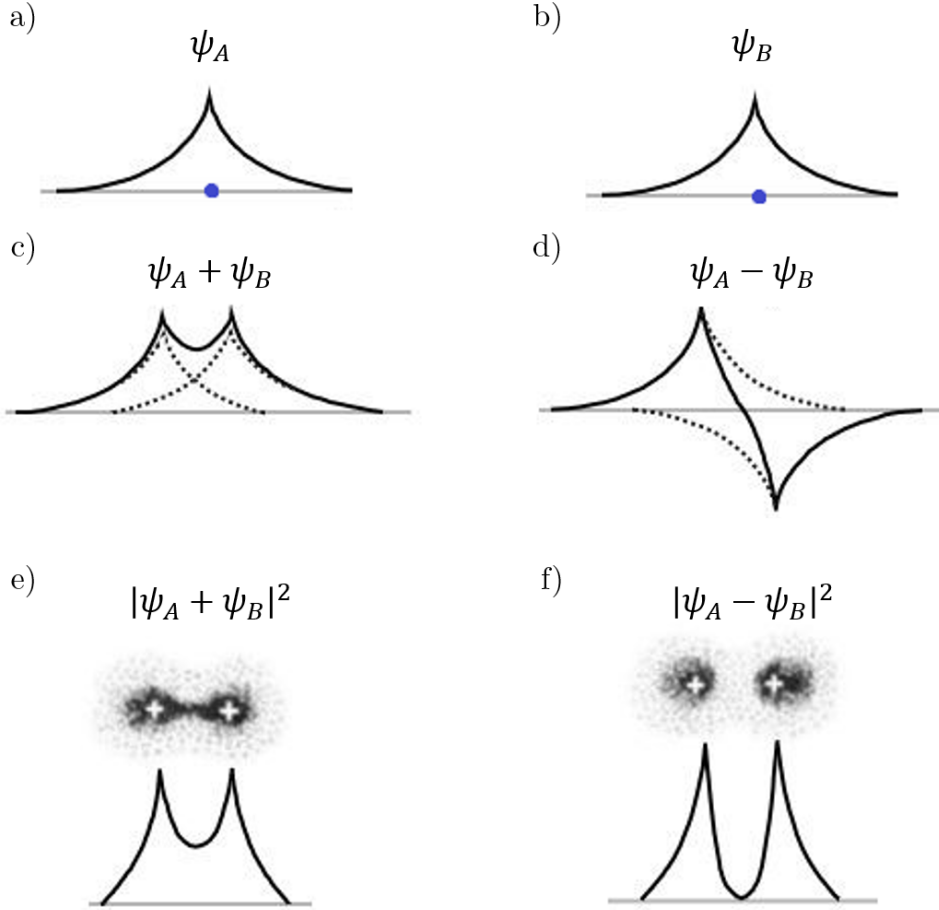 a)
ψ_A
b)
ψ_B
c)
ψ_A + ψ_B
d)
ψ_A − ψ_B
e)
|ψ_A + ψ_B|²
f)
|ψ_A − ψ_B|²